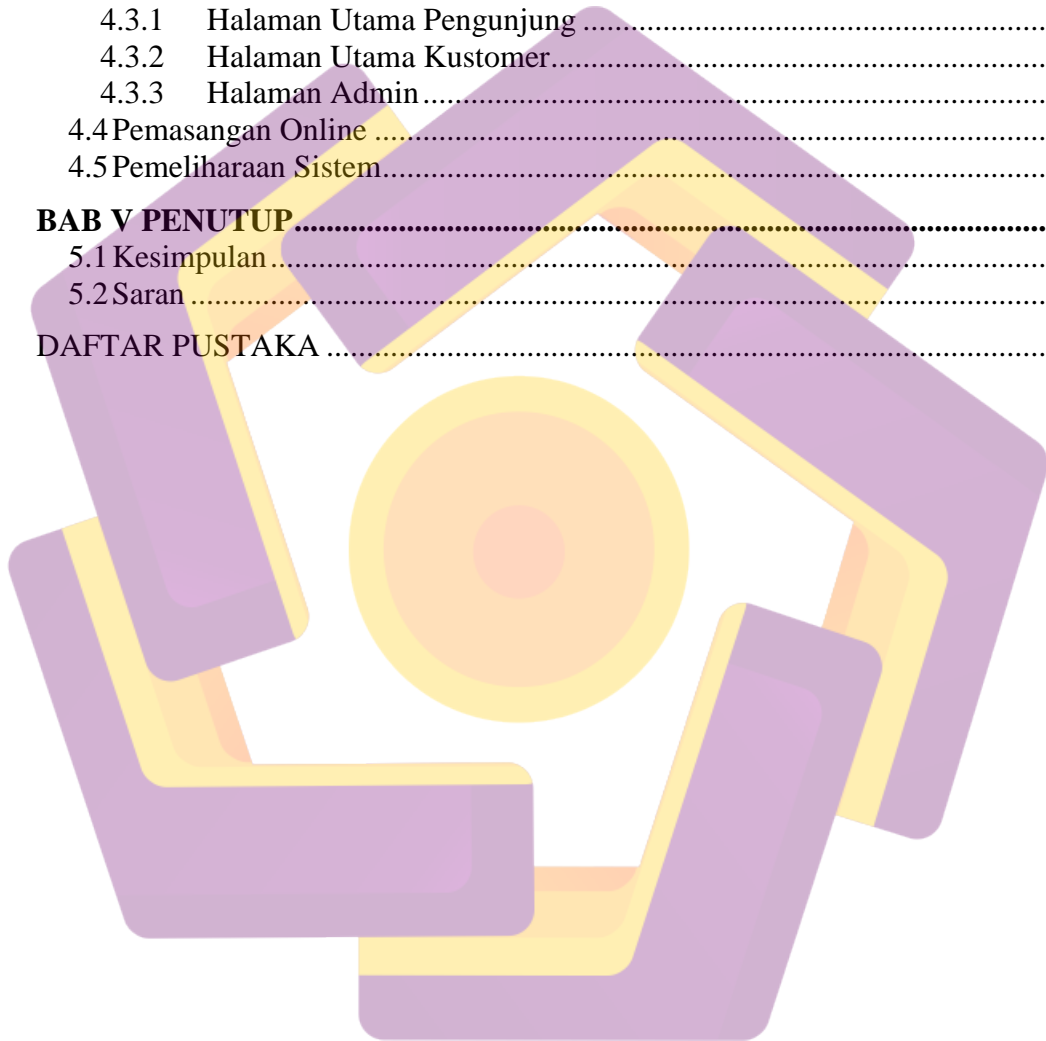 4.3.1 Halaman Utama Pengunjung ............................................................
4.3.2 Halaman Utama Kustomer................................................................
4.3.3 Halaman Admin.................................................................................
4.4 Pemasangan Online .....................................................................................
4.5 Pemeliharaan Sistem....................................................................................
BAB V PENUTUP...............................................................................................
5.1 Kesimpulan..................................................................................................
5.2 Saran ............................................................................................................
DAFTAR PUSTAKA ..........................................................................................